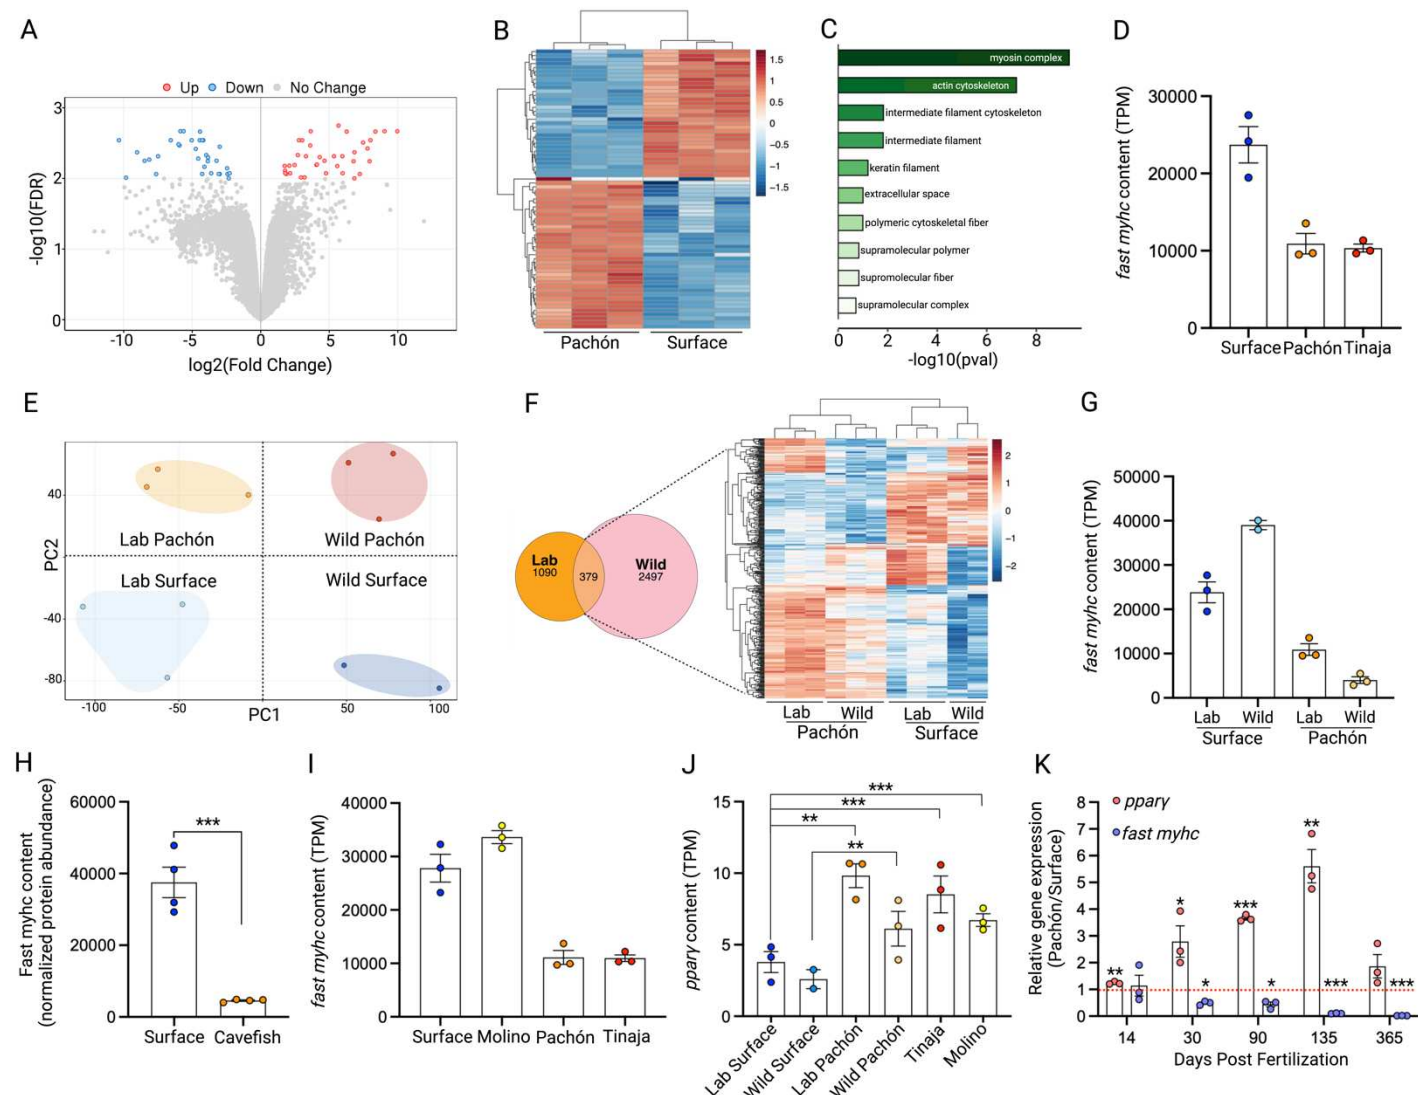 A
Up Down No Change
3
2
1
0
-log10(FDR)
-10 -5 0 5 10
log2(Fold Change)
B
1.5
1
0.5
0
-0.5
-1
-1.5
Pachón Surface
C
myosin complex
actin cytoskeleton
intermediate filament cytoskeleton
intermediate filament
keratin filament
extracellular space
polymeric cytoskeletal fiber
supramolecular polymer
supromolecular fiber
supramolecular complex
0 2 4 6 8
-log10(pval)
D
fast myhc content (TPM)
30000
20000
10000
0
Surface Pachón Tinaja
E
PC2
40
-40
-80
Lab Pachón Wild Pachón
Lab Surface Wild Surface
-100 -50 50 100
PC1
F
Lab
1090
379
Wild
2497
2
1
0
-1
-2
Lab Wild Lab Wild
Pachón Surface
G
fast myhc content (TPM)
50000
40000
30000
20000
10000
0
Lab Wild Lab Wild
Surface Pachón
H
Fast myhc content
(normalized protein abundance)
60000
40000
20000
0
***
Surface Cavefish
I
fast myhc content (TPM)
40000
30000
20000
10000
0
Surface Molino Pachón Tinaja
J
pparγ content (TPM)
15
10
5
0
***
***
**
**
Lab Surface
Wild Surface
Lab Pachón
Wild Pachón
Tinaja
Molino
K
Relative gene expression
(Pachón/Surface)
8
7
6
5
4
3
2
1
0
pparγ
fast myhc
**
*
*
***
*
**
***
***
14 30 90 135 365
Days Post Fertilization